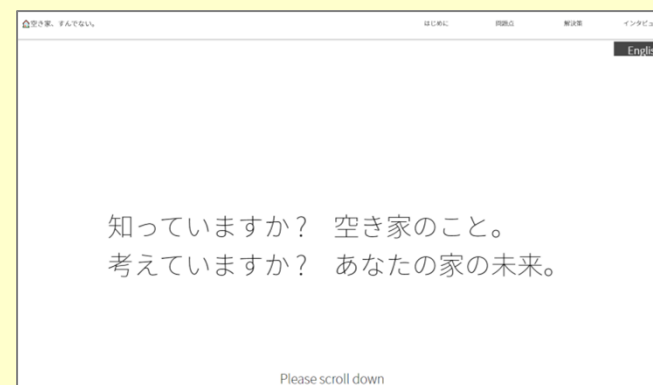 空き家、すんでない。
はじめに
問題点
解決策
インタビュ
Englis
知っていますか？ 空き家のこと。
考えていますか？ あなたの家の未来。
Please scroll down